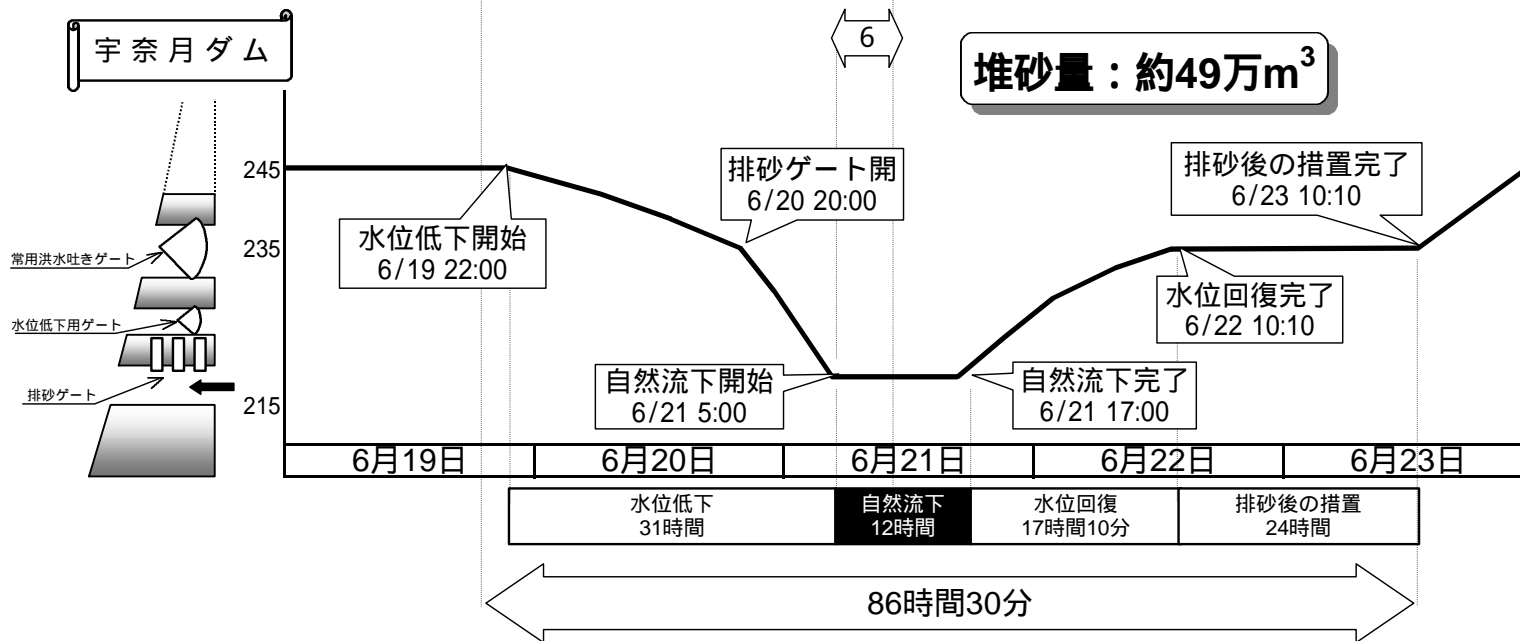 宇奈月ダム
6
堆砂量：約49万m³
245
235
215
常用洪水吐きゲート
水位低下用ゲート
排砂ゲート
水位低下開始
6/19 22:00
排砂ゲート開
6/20 20:00
自然流下開始
6/21 5:00
自然流下完了
6/21 17:00
水位回復完了
6/22 10:10
排砂後の措置完了
6/23 10:10
6月19日
6月20日
6月21日
6月22日
6月23日
水位低下
31時間
自然流下
12時間
水位回復
17時間10分
排砂後の措置
24時間
86時間30分